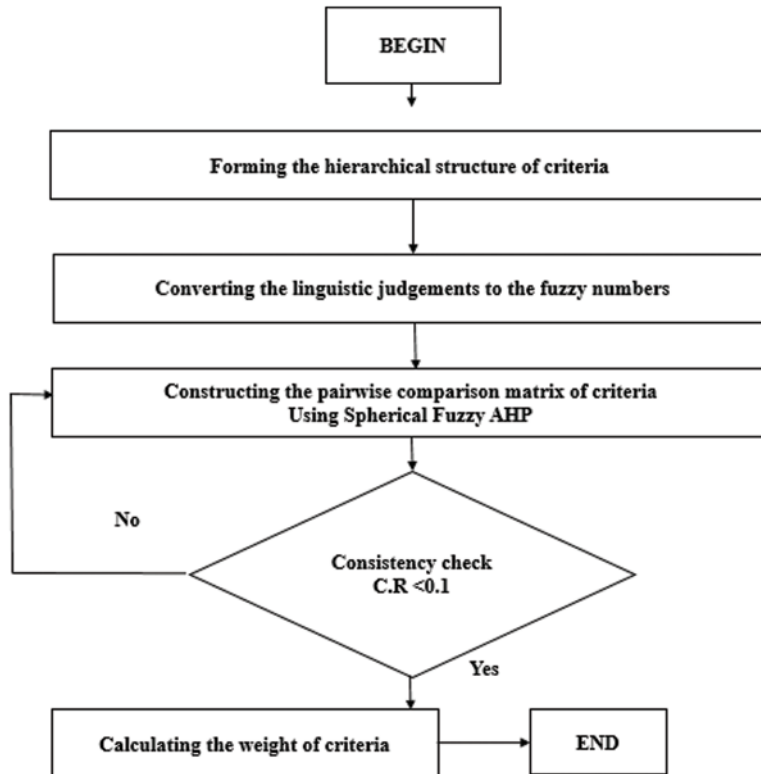 BEGIN
Forming the hierarchical structure of criteria
Converting the linguistic judgements to the fuzzy numbers
Constructing the pairwise comparison matrix of criteria
Using Spherical Fuzzy AHP
No
Consistency check
C.R <0.1
Yes
Calculating the weight of criteria
END